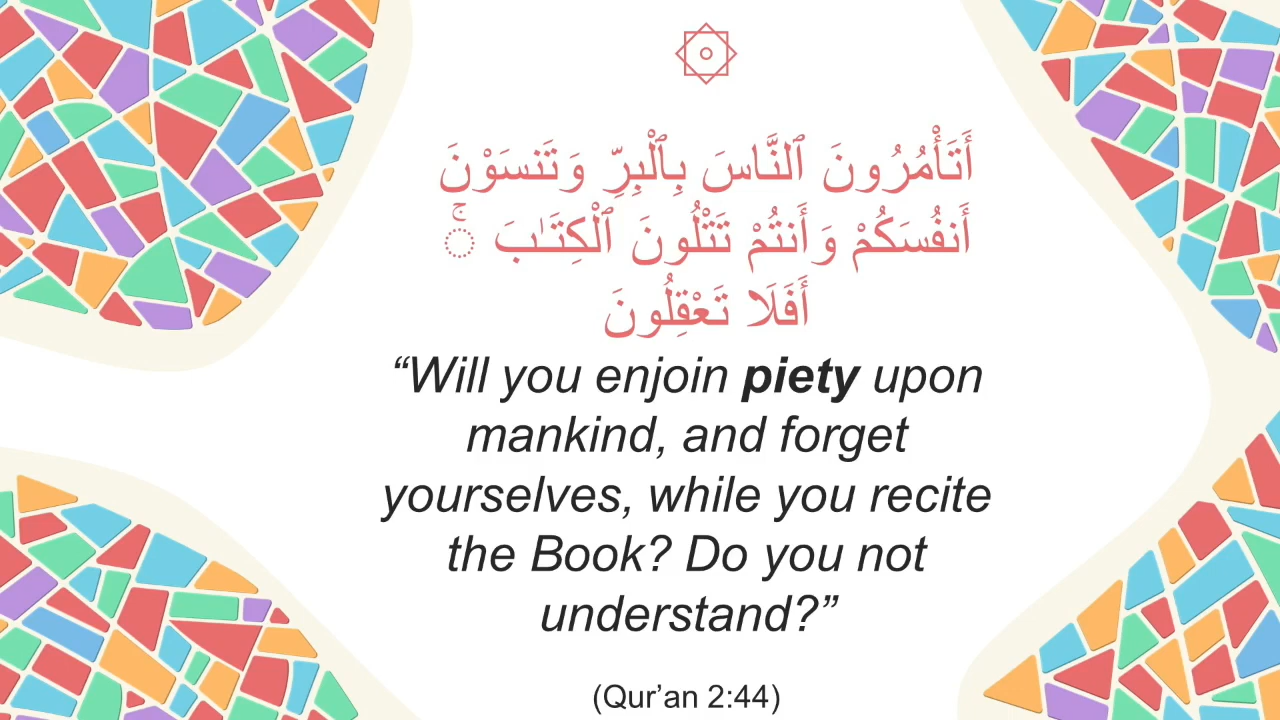 أَتَأْمُرُونَ ٱلنَّاسَ بِٱلْبِرِّ وَتَنسَوْنَ
أَنفُسَكُمْ وَأَنتُمْ تَتْلُونَ ٱلْكِتَـٰبَ ۚ
أَفَلَا تَعْقِلُونَ
“Will you enjoin piety upon
mankind, and forget
yourselves, while you recite
the Book? Do you not
understand?”
(Qur’an 2:44)